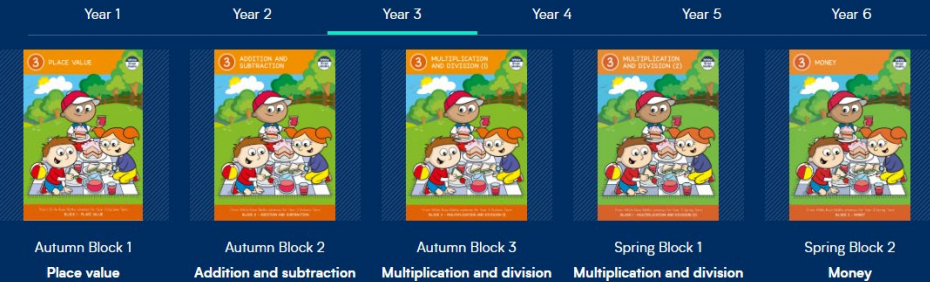 Year 1
Year 2
Year 3
Year 4
Year 5
Year 6
3 PLACE VALUE
3 ADDITION AND
SUBTRACTION
3 MULTIPLICATION
AND DIVISION (1)
3 MULTIPLICATION
AND DIVISION (2)
3 MONEY
Autumn Block 1
Place value
Autumn Block 2
Addition and subtraction
Autumn Block 3
Multiplication and division
Spring Block 1
Multiplication and division
Spring Block 2
Money